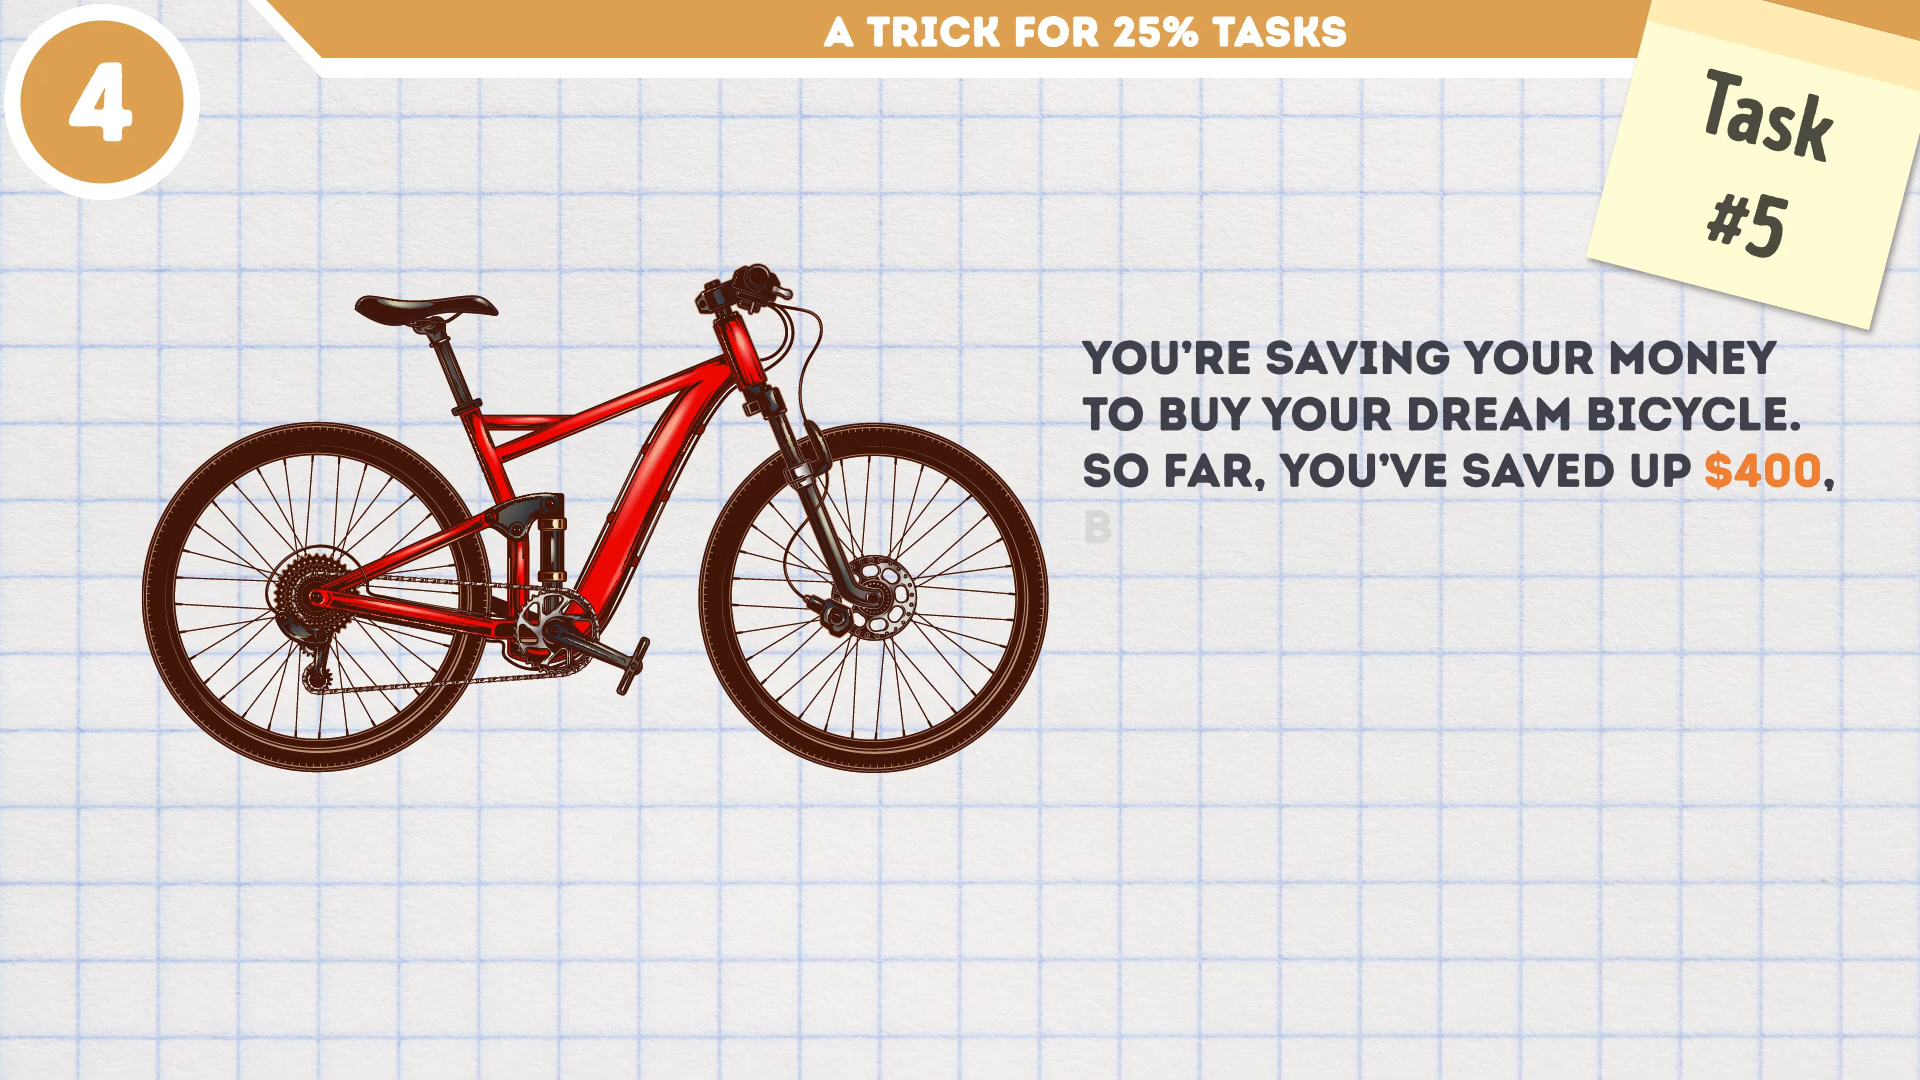 4
A TRICK FOR 25% TASKS
Task
#5
YOU'RE SAVING YOUR MONEY
TO BUY YOUR DREAM BICYCLE.
SO FAR, YOU'VE SAVED UP $400,
B